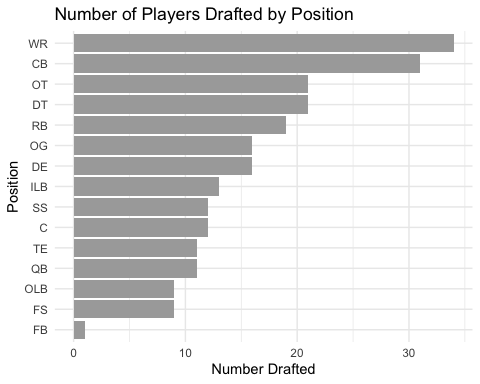 Number of Players Drafted by Position
WR
CB
OT
DT
RB
OG
DE
ILB
SS
C
TE
QB
OLB
FS
FB
Position
0 10 20 30
Number Drafted